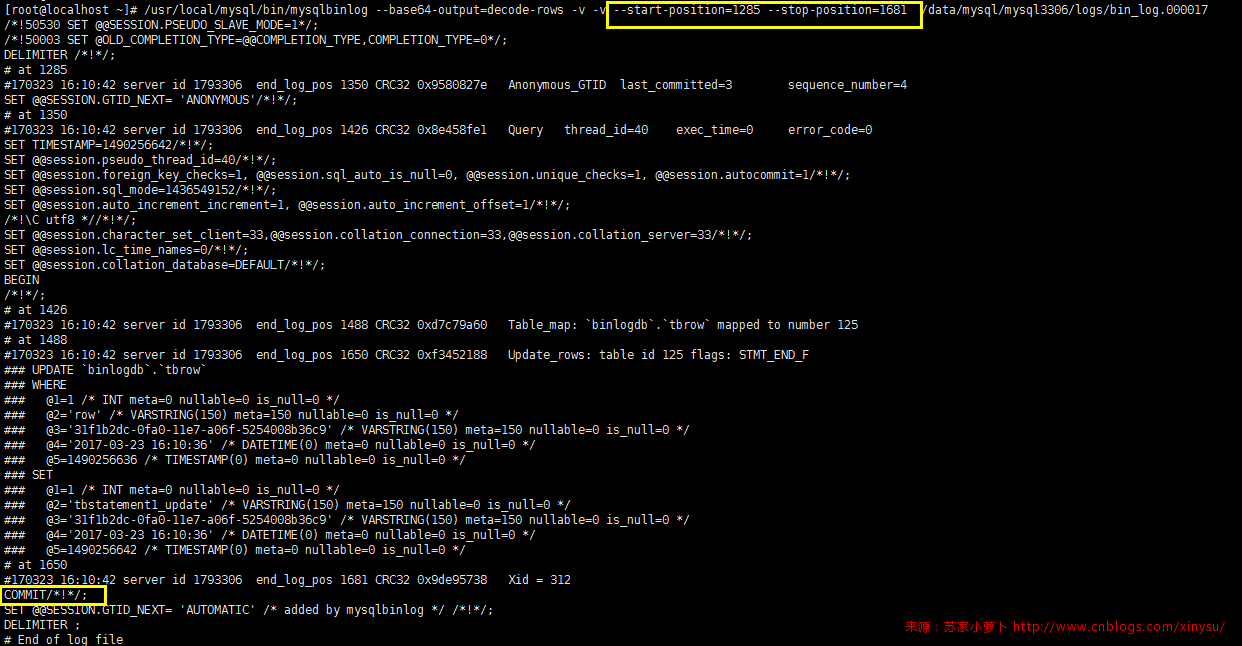 [root@localhost ~]# /usr/local/mysql/bin/mysqlbinlog --base64-output=decode-rows -v -v --start-position=1285 --stop-position=1681 /data/mysql/mysql3306/logs/bin_log.000017
/*!50530 SET @@SESSION.PSEUDO_SLAVE_MODE=1*/;
/*!50003 SET @OLD_COMPLETION_TYPE=@@COMPLETION_TYPE,COMPLETION_TYPE=0*/;
DELIMITER /*!*/;
# at 1285
#170323 16:10:42 server id 1793306  end_log_pos 1350 CRC32 0x9580827e   Anonymous_GTID  last_committed=3        sequence_number=4
SET @@SESSION.GTID_NEXT= 'ANONYMOUS'/*!*/;
# at 1350
#170323 16:10:42 server id 1793306  end_log_pos 1426 CRC32 0x8e458fe1   Query   thread_id=40    exec_time=0     error_code=0
SET TIMESTAMP=1490256642/*!*/;
SET @@session.pseudo_thread_id=40/*!*/;
SET @@session.foreign_key_checks=1, @@session.sql_auto_is_null=0, @@session.unique_checks=1, @@session.autocommit=1/*!*/;
SET @@session.sql_mode=1436549152/*!*/;
SET @@session.auto_increment_increment=1, @@session.auto_increment_offset=1/*!*/;
/*!\C utf8 *//*!*/;
SET @@session.character_set_client=33,@@session.collation_connection=33,@@session.collation_server=33/*!*/;
SET @@session.lc_time_names=0/*!*/;
SET @@session.collation_database=DEFAULT/*!*/;
BEGIN
/*!*/;
# at 1426
#170323 16:10:42 server id 1793306  end_log_pos 1488 CRC32 0xd7c79a60   Table_map: `binlogdb`.`tbrow` mapped to number 125
# at 1488
#170323 16:10:42 server id 1793306  end_log_pos 1650 CRC32 0xf3452188   Update_rows: table id 125 flags: STMT_END_F
### UPDATE `binlogdb`.`tbrow`
### WHERE
###   @1=1 /* INT meta=0 nullable=0 is_null=0 */
###   @2='row' /* VARSTRING(150) meta=150 nullable=0 is_null=0 */
###   @3='31f1b2dc-0fa0-11e7-a06f-5254008b36c9' /* VARSTRING(150) meta=150 nullable=0 is_null=0 */
###   @4='2017-03-23 16:10:36' /* DATETIME(0) meta=0 nullable=0 is_null=0 */
###   @5=1490256636 /* TIMESTAMP(0) meta=0 nullable=0 is_null=0 */
### SET
###   @1=1 /* INT meta=0 nullable=0 is_null=0 */
###   @2='tbstatement1_update' /* VARSTRING(150) meta=150 nullable=0 is_null=0 */
###   @3='31f1b2dc-0fa0-11e7-a06f-5254008b36c9' /* VARSTRING(150) meta=150 nullable=0 is_null=0 */
###   @4='2017-03-23 16:10:36' /* DATETIME(0) meta=0 nullable=0 is_null=0 */
###   @5=1490256642 /* TIMESTAMP(0) meta=0 nullable=0 is_null=0 */
# at 1650
#170323 16:10:42 server id 1793306  end_log_pos 1681 CRC32 0x9de95738   Xid = 312
COMMIT/*!*/;
SET @@SESSION.GTID_NEXT= 'AUTOMATIC' /* added by mysqlbinlog */ /*!*/;
DELIMITER ;
# End of log file
来源：苏家小萝卜 http://www.cnblogs.com/xinysu/